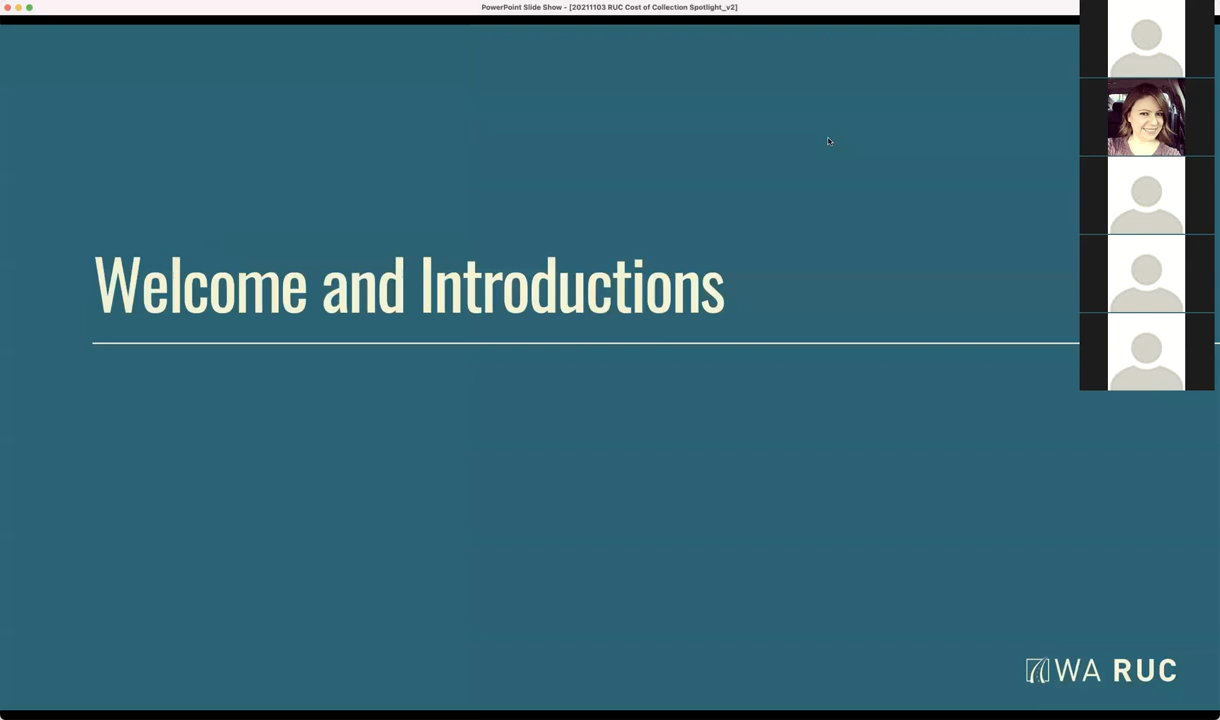 PowerPoint Slide Show - [20211103 RUC Cost of Collection Spotlight_v2]
Welcome and Introductions
WA RUC